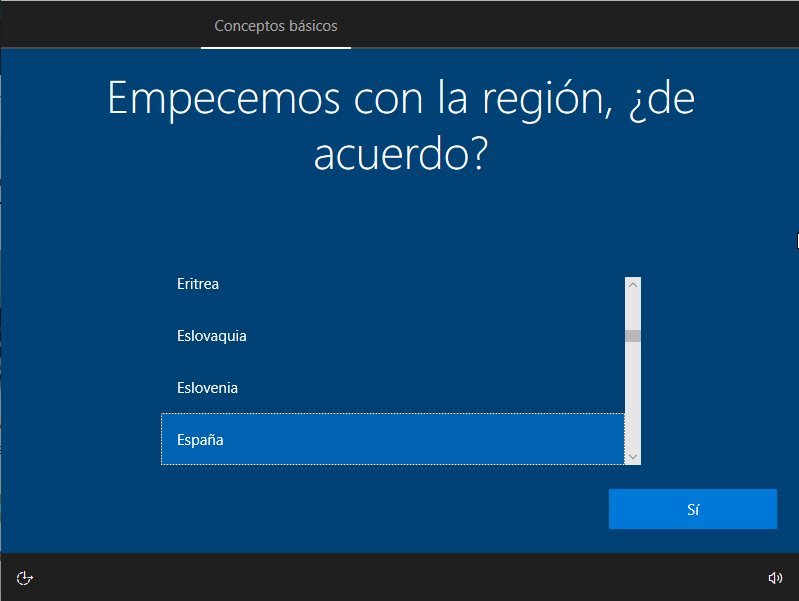 Conceptos básicos
Empecemos con la región, ¿de
acuerdo?
Eritrea
Eslovaquia
Eslovenia
España
Sí